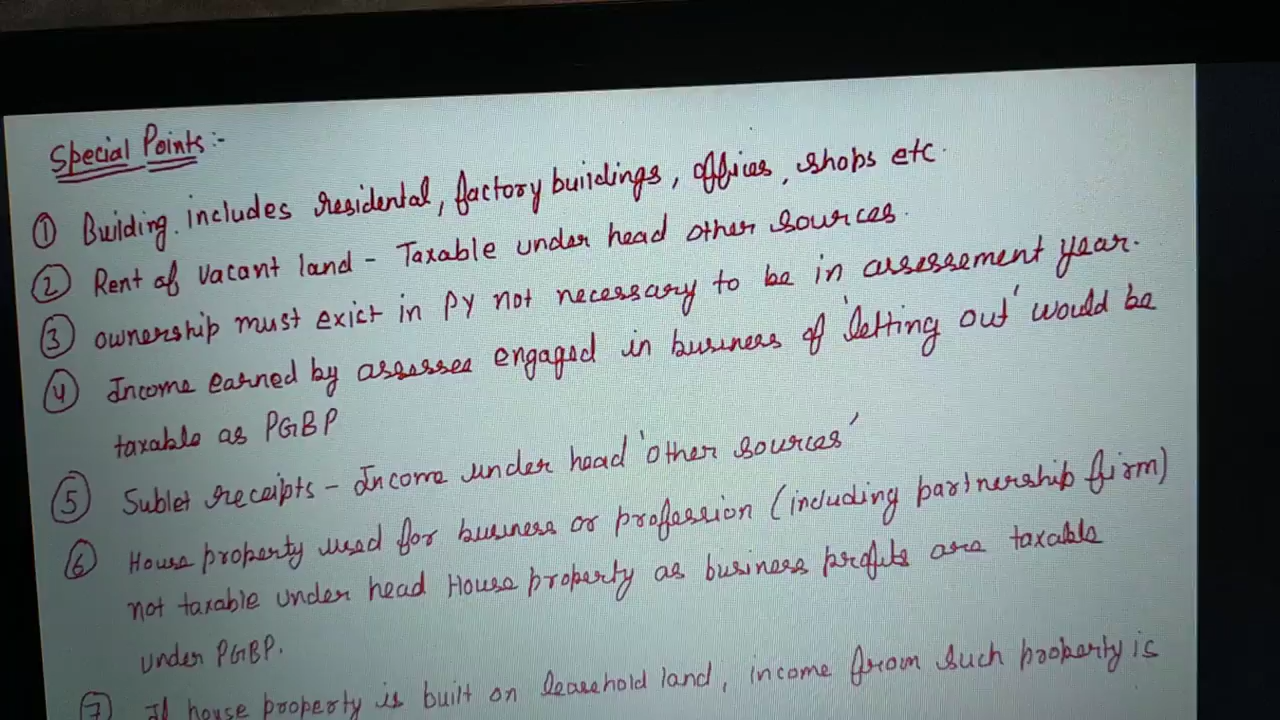 Special Points:-
① Buiding. includes residental, factory buildings, offices, shops etc.
② Rent of vacant land - Taxable under head other sources.
③ ownership must exict in PY not necessary to be in assessement year.
④ Income earned by assessee engaged in business of 'letting out' would be
taxable as PGBP
⑤ Sublet receipts - Income under head 'other sources'
⑥ House property used for business or profession (including partnership firm)
not taxable under head House property as business profits are taxable
under PGBP.
⑦ If house property is built on leasehold land, income from such property is